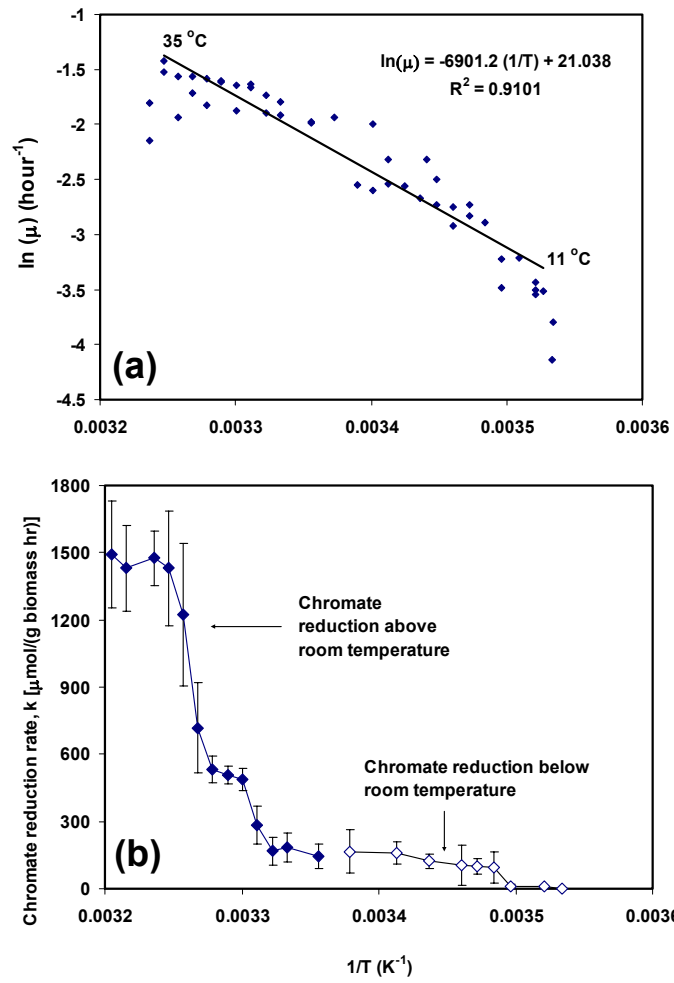 -1
35 °C
ln(μ) = -6901.2 (1/T) + 21.038
R² = 0.9101
-1.5
-2
-2.5
-3
-3.5
-4
-4.5
ln (μ) (hour⁻¹)
11 °C
(a)
0.0032 0.0033 0.0034 0.0035 0.0036
1800
1500
1200
900
600
300
0
Chromate reduction rate, k [μmol/(g biomass hr)]
Chromate
reduction above
room temperature
Chromate reduction below
room temperature
(b)
0.0032 0.0033 0.0034 0.0035 0.0036
1/T (K⁻¹)